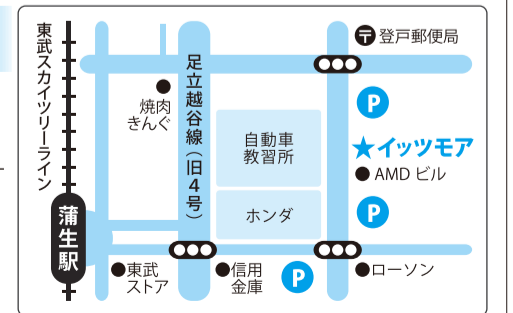 東武スカイツリーライン
蒲生駅
焼肉
きんぐ
足立越谷線（旧４号）
〒登戸郵便局
P
自動車
教習所
★イッツモア
●AMD ビル
ホンダ
P
●東武
ストア
●信用
金庫
P
●ローソン